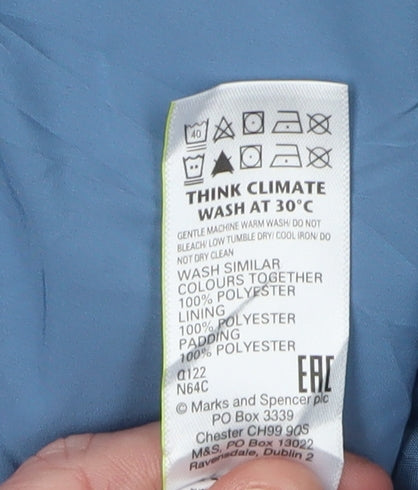 40
THINK CLIMATE
WASH AT 30°C
GENTLE MACHINE WARM WASH/ DO NOT
BLEACH/ LOW TUMBLE DRY/ COOL IRON/ DO
NOT DRY CLEAN
WASH SIMILAR
COLOURS TOGETHER
100% POLYESTER
LINING
100% POLYESTER
PADDING
100% POLYESTER
Q122
N64C
EAC
© Marks and Spencer plc
PO Box 3339
Chester CH99 9QS
M&S, PO Box 13022
Ravensdale, Dublin 2